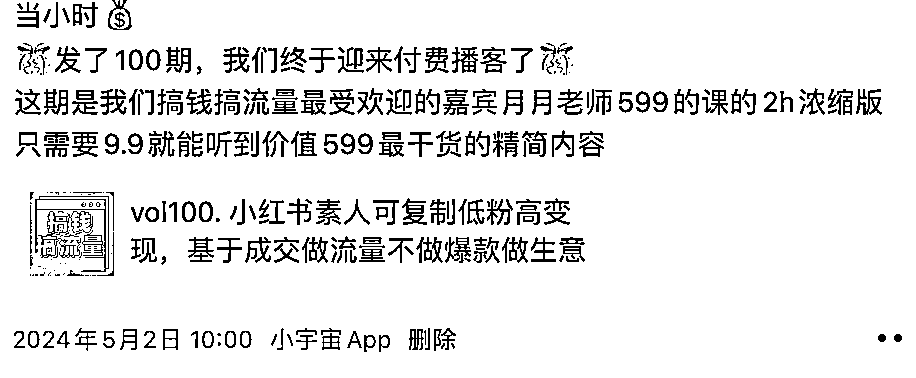 当小时💰
🎊发了100期，我们终于迎来付费播客了🎊
这期是我们搞钱搞流量最受欢迎的嘉宾月月老师599的课的2h浓缩版
只需要9.9就能听到价值599最干货的精简内容
搞钱
搞流量
vol100. 小红书素人可复制低粉高变
现，基于成交做流量不做爆款做生意
2024年5月2日 10:00 小宇宙App 删除